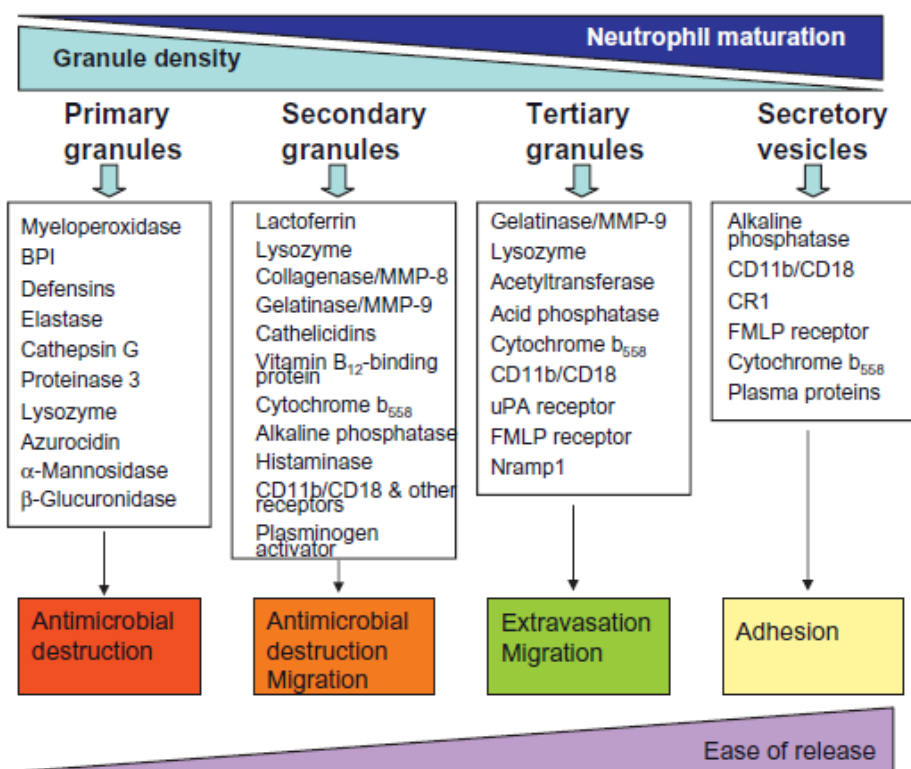 Neutrophil maturation
Granule density
Primary
granules
Secondary
granules
Tertiary
granules
Secretory
vesicles
Myeloperoxidase
BPI
Defensins
Elastase
Cathepsin G
Proteinase 3
Lysozyme
Azurocidin
α-Mannosidase
β-Glucuronidase
Lactoferrin
Lysozyme
Collagenase/MMP-8
Gelatinase/MMP-9
Cathelicidins
Vitamin B₁₂-binding
protein
Cytochrome b₅₅₈
Alkaline phosphatase
Histaminase
CD11b/CD18 & other
receptors
Plasminogen
activator
Gelatinase/MMP-9
Lysozyme
Acetyltransferase
Acid phosphatase
Cytochrome b₅₅₈
CD11b/CD18
uPA receptor
FMLP receptor
Nramp1
Alkaline
phosphatase
CD11b/CD18
CR1
FMLP receptor
Cytochrome b₅₅₈
Plasma proteins
Antimicrobial
destruction
Antimicrobial
destruction
Migration
Extravasation
Migration
Adhesion
Ease of release